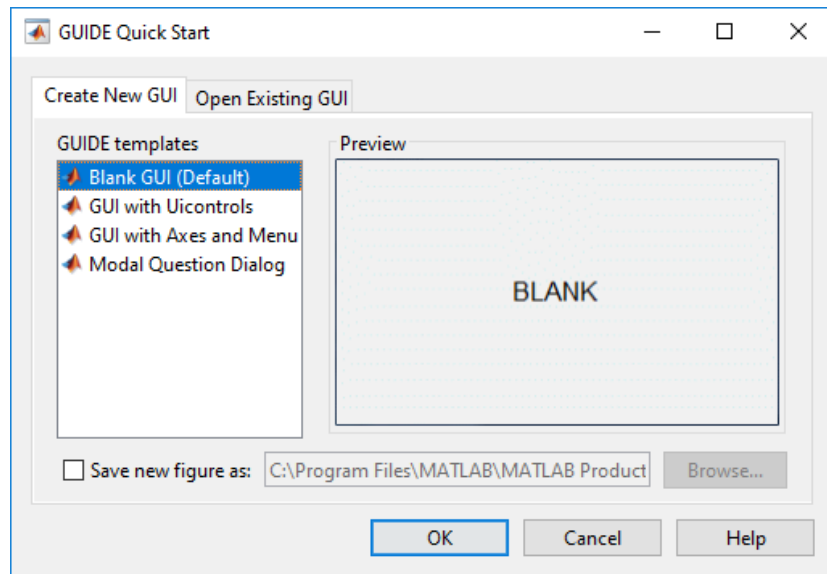 GUIDE Quick Start
Create New GUI
Open Existing GUI
GUIDE templates
Blank GUI (Default)
GUI with Uicontrols
GUI with Axes and Menu
Modal Question Dialog
Preview
BLANK
Save new figure as:
C:\Program Files\MATLAB\MATLAB Product
Browse...
OK
Cancel
Help